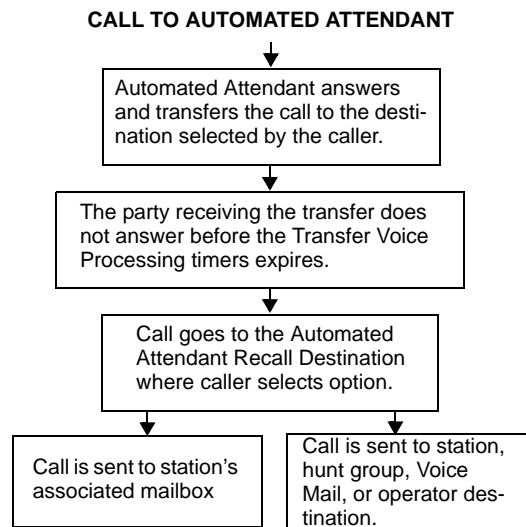 CALL TO AUTOMATED ATTENDANT
Automated Attendant answers
and transfers the call to the desti-
nation selected by the caller.
The party receiving the transfer does
not answer before the Transfer Voice
Processing timers expires.
Call goes to the Automated
Attendant Recall Destination
where caller selects option.
Call is sent to station's
associated mailbox
Call is sent to station,
hunt group, Voice
Mail, or operator des-
tination.